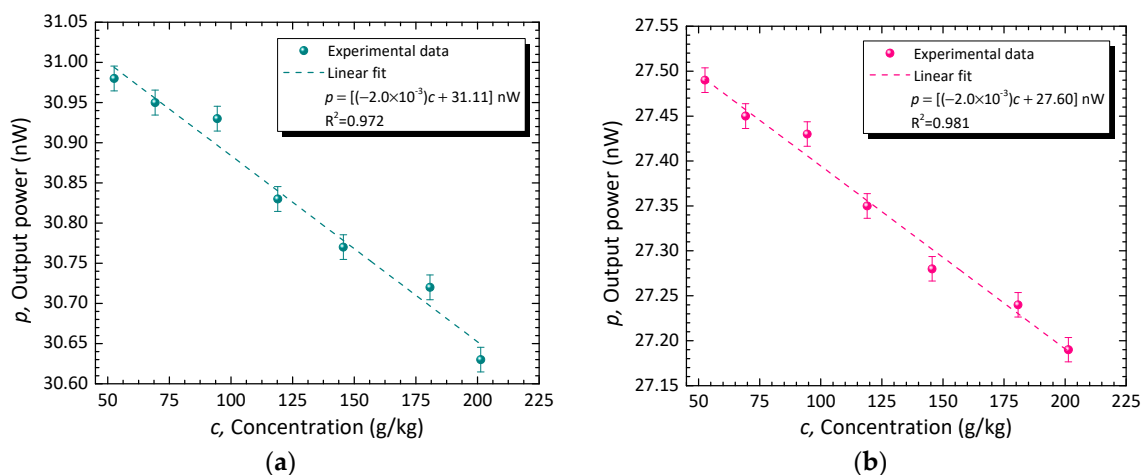 31.05
31.00
30.95
30.90
30.85
30.80
30.75
30.70
30.65
30.60
p, Output power (nW)
50 75 100 125 150 175 200 225
c, Concentration (g/kg)
Experimental data
Linear fit
p = [(−2.0×10⁻³)c + 31.11] nW
R²=0.972
(a)
27.55
27.50
27.45
27.40
27.35
27.30
27.25
27.20
27.15
p, Output power (nW)
50 75 100 125 150 175 200 225
c, Concentration (g/kg)
Experimental data
Linear fit
p = [(−2.0×10⁻³)c + 27.60] nW
R²=0.981
(b)